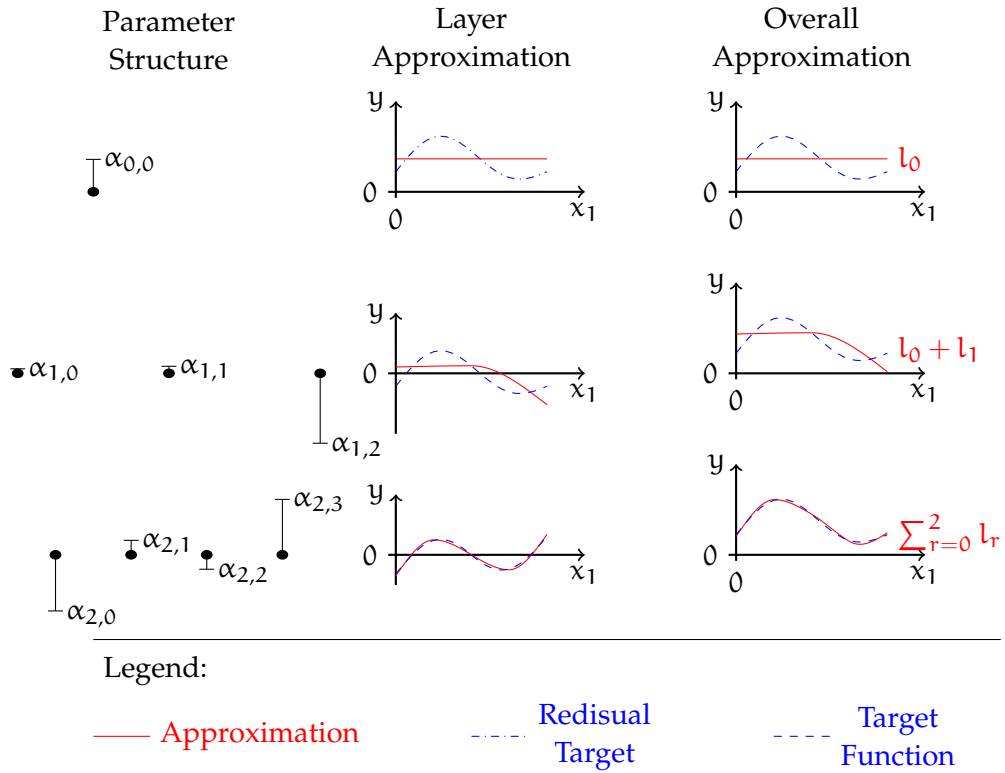 Parameter Structure
Layer Approximation
Overall Approximation
α0,0
y
0
0
x1
y
0
0
x1
l0
α1,0
α1,1
α1,2
y
0
x1
y
0
0
x1
l0 + l1
α2,0
α2,1
α2,2
α2,3
y
0
x1
y
0
0
x1
∑²r=0 lr
Legend:
Approximation
Redisual Target
Target Function